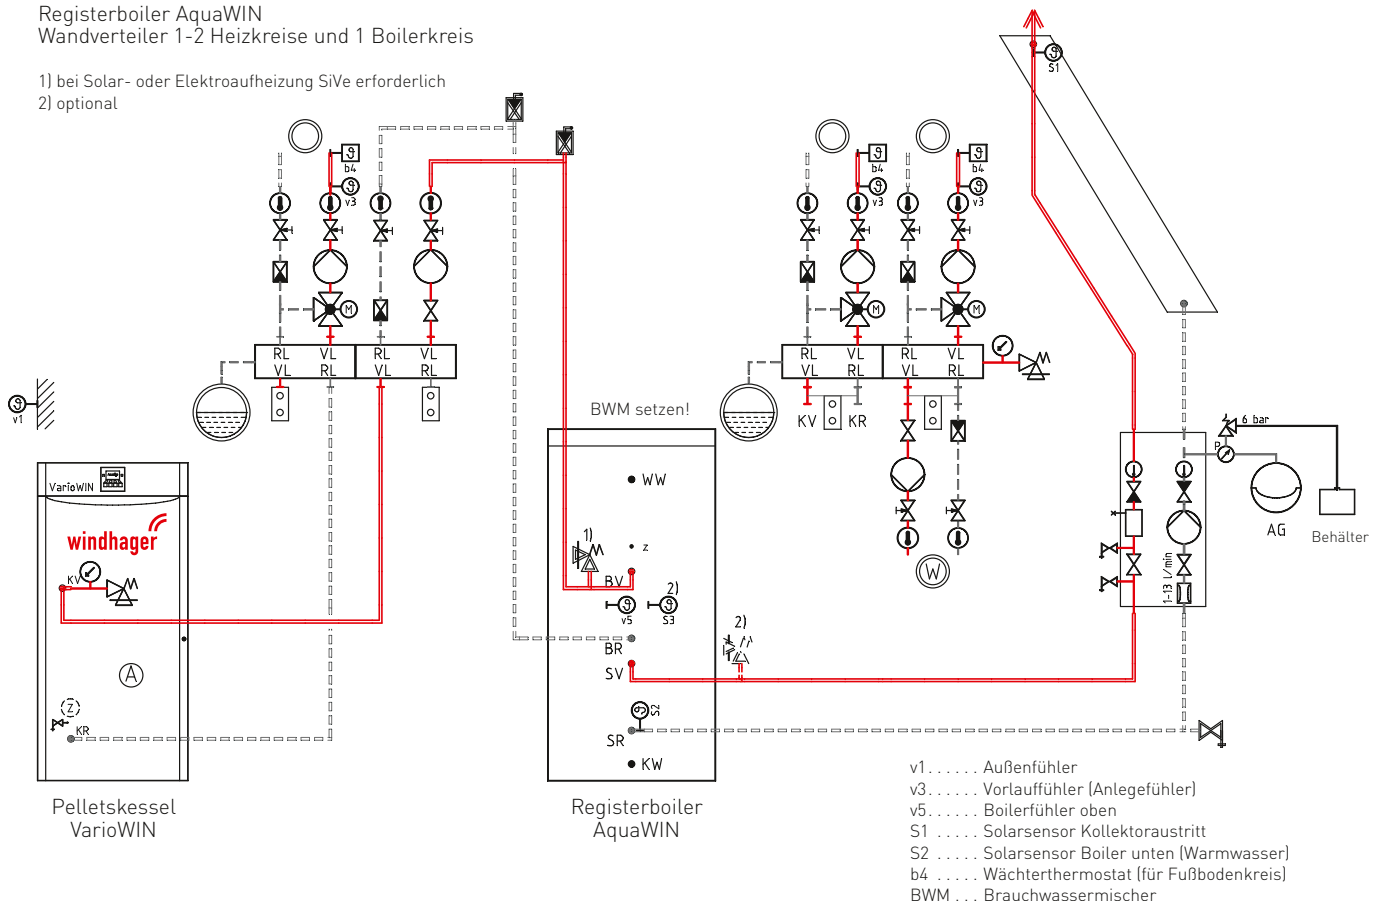 Registerboiler AquaWIN
Wandverteiler 1-2 Heizkreise und 1 Boilerkreis
1) bei Solar- oder Elektroaufheizung SiVe erforderlich
2) optional
S1
ϑ
ϑ b4
ϑ v3
M
RL VL RL VL
VL RL VL RL
v1
ϑ
ϑ b4
ϑ b4
ϑ v3
ϑ v3
M
M
RL VL RL VL
VL RL VL RL
KV KR
W
BWM setzen!
WW
z
1)
BV
2)
ϑ v5
ϑ S3
BR
SV
2)
ϑ S2
SR
KW
VarioWIN
windhager
KV
A
Z
KR
6 bar
P
AG
Behälter
1-13 l/min
Pelletskessel
VarioWIN
Registerboiler
AquaWIN
v1...... Außenfühler
v3...... Vorlauffühler (Anlegefühler)
v5...... Boilerfühler oben
S1 ..... Solarsensor Kollektoraustritt
S2 ..... Solarsensor Boiler unten (Warmwasser)
b4 ..... Wächterthermostat (für Fußbodenkreis)
BWM ... Brauchwassermischer